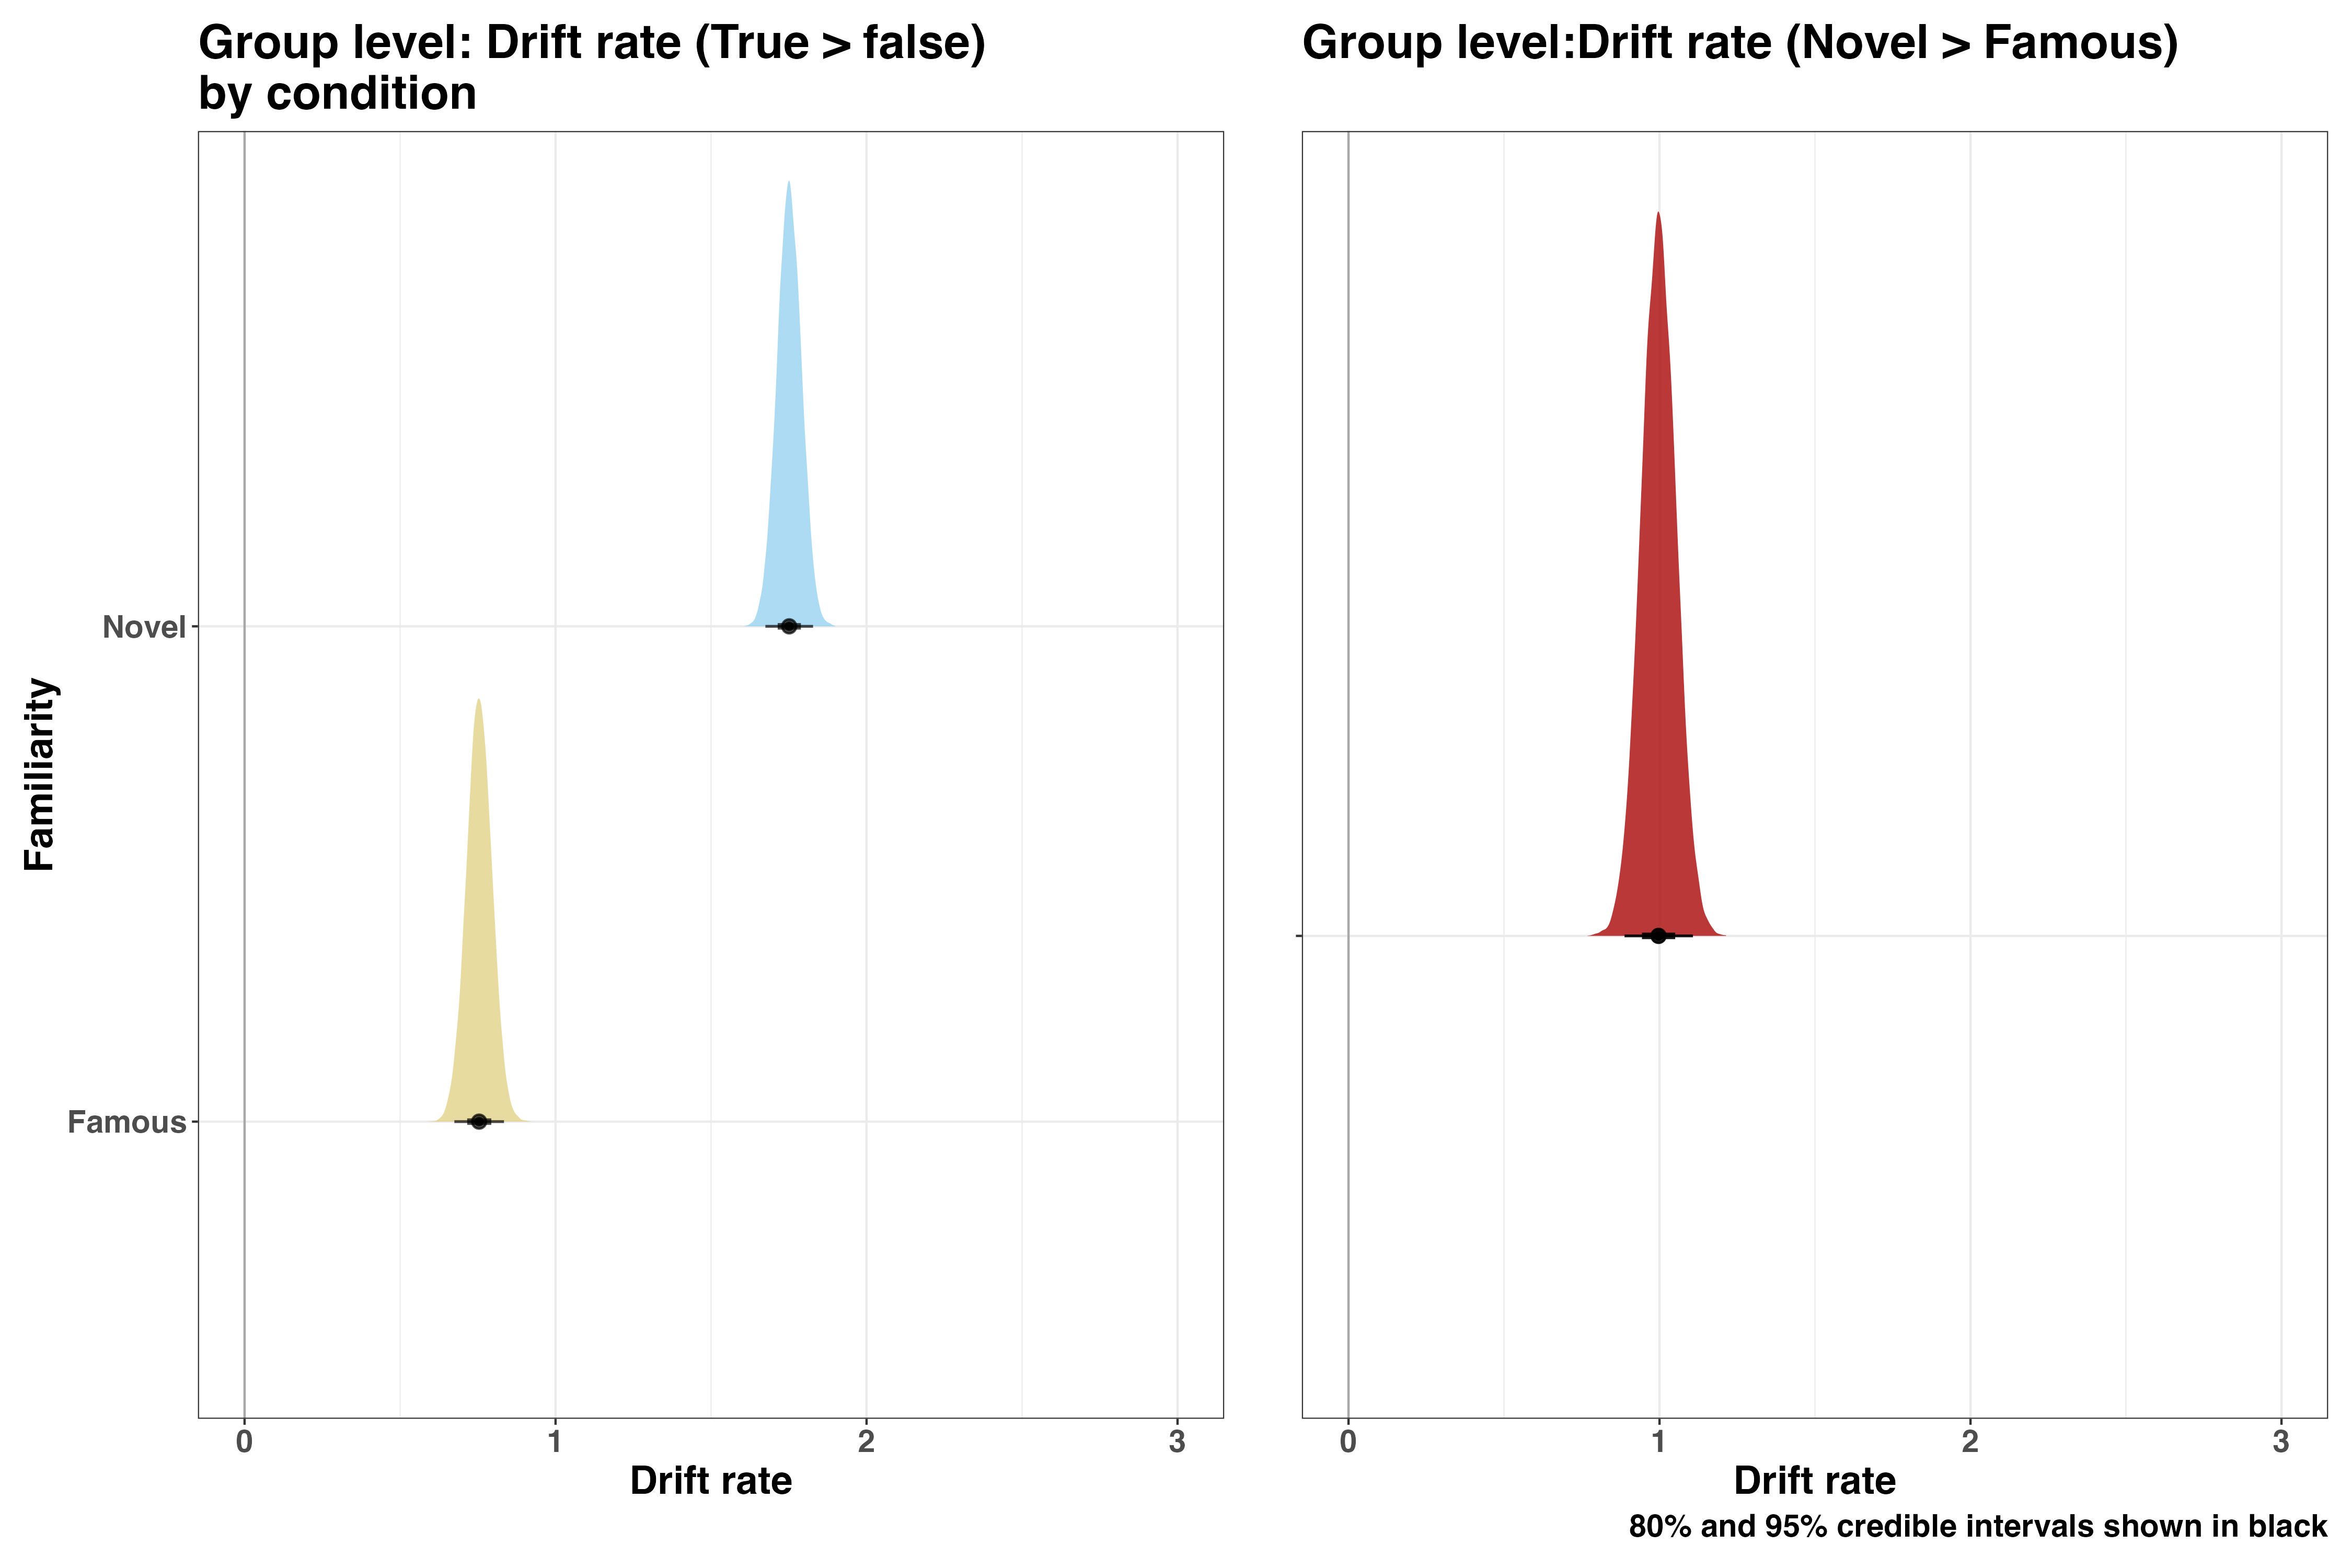 Group level: Drift rate (True > false)
by condition
Group level:Drift rate (Novel > Famous)
Familiarity
Novel
Famous
0 1 2 3
0 1 2 3
Drift rate
Drift rate
80% and 95% credible intervals shown in black